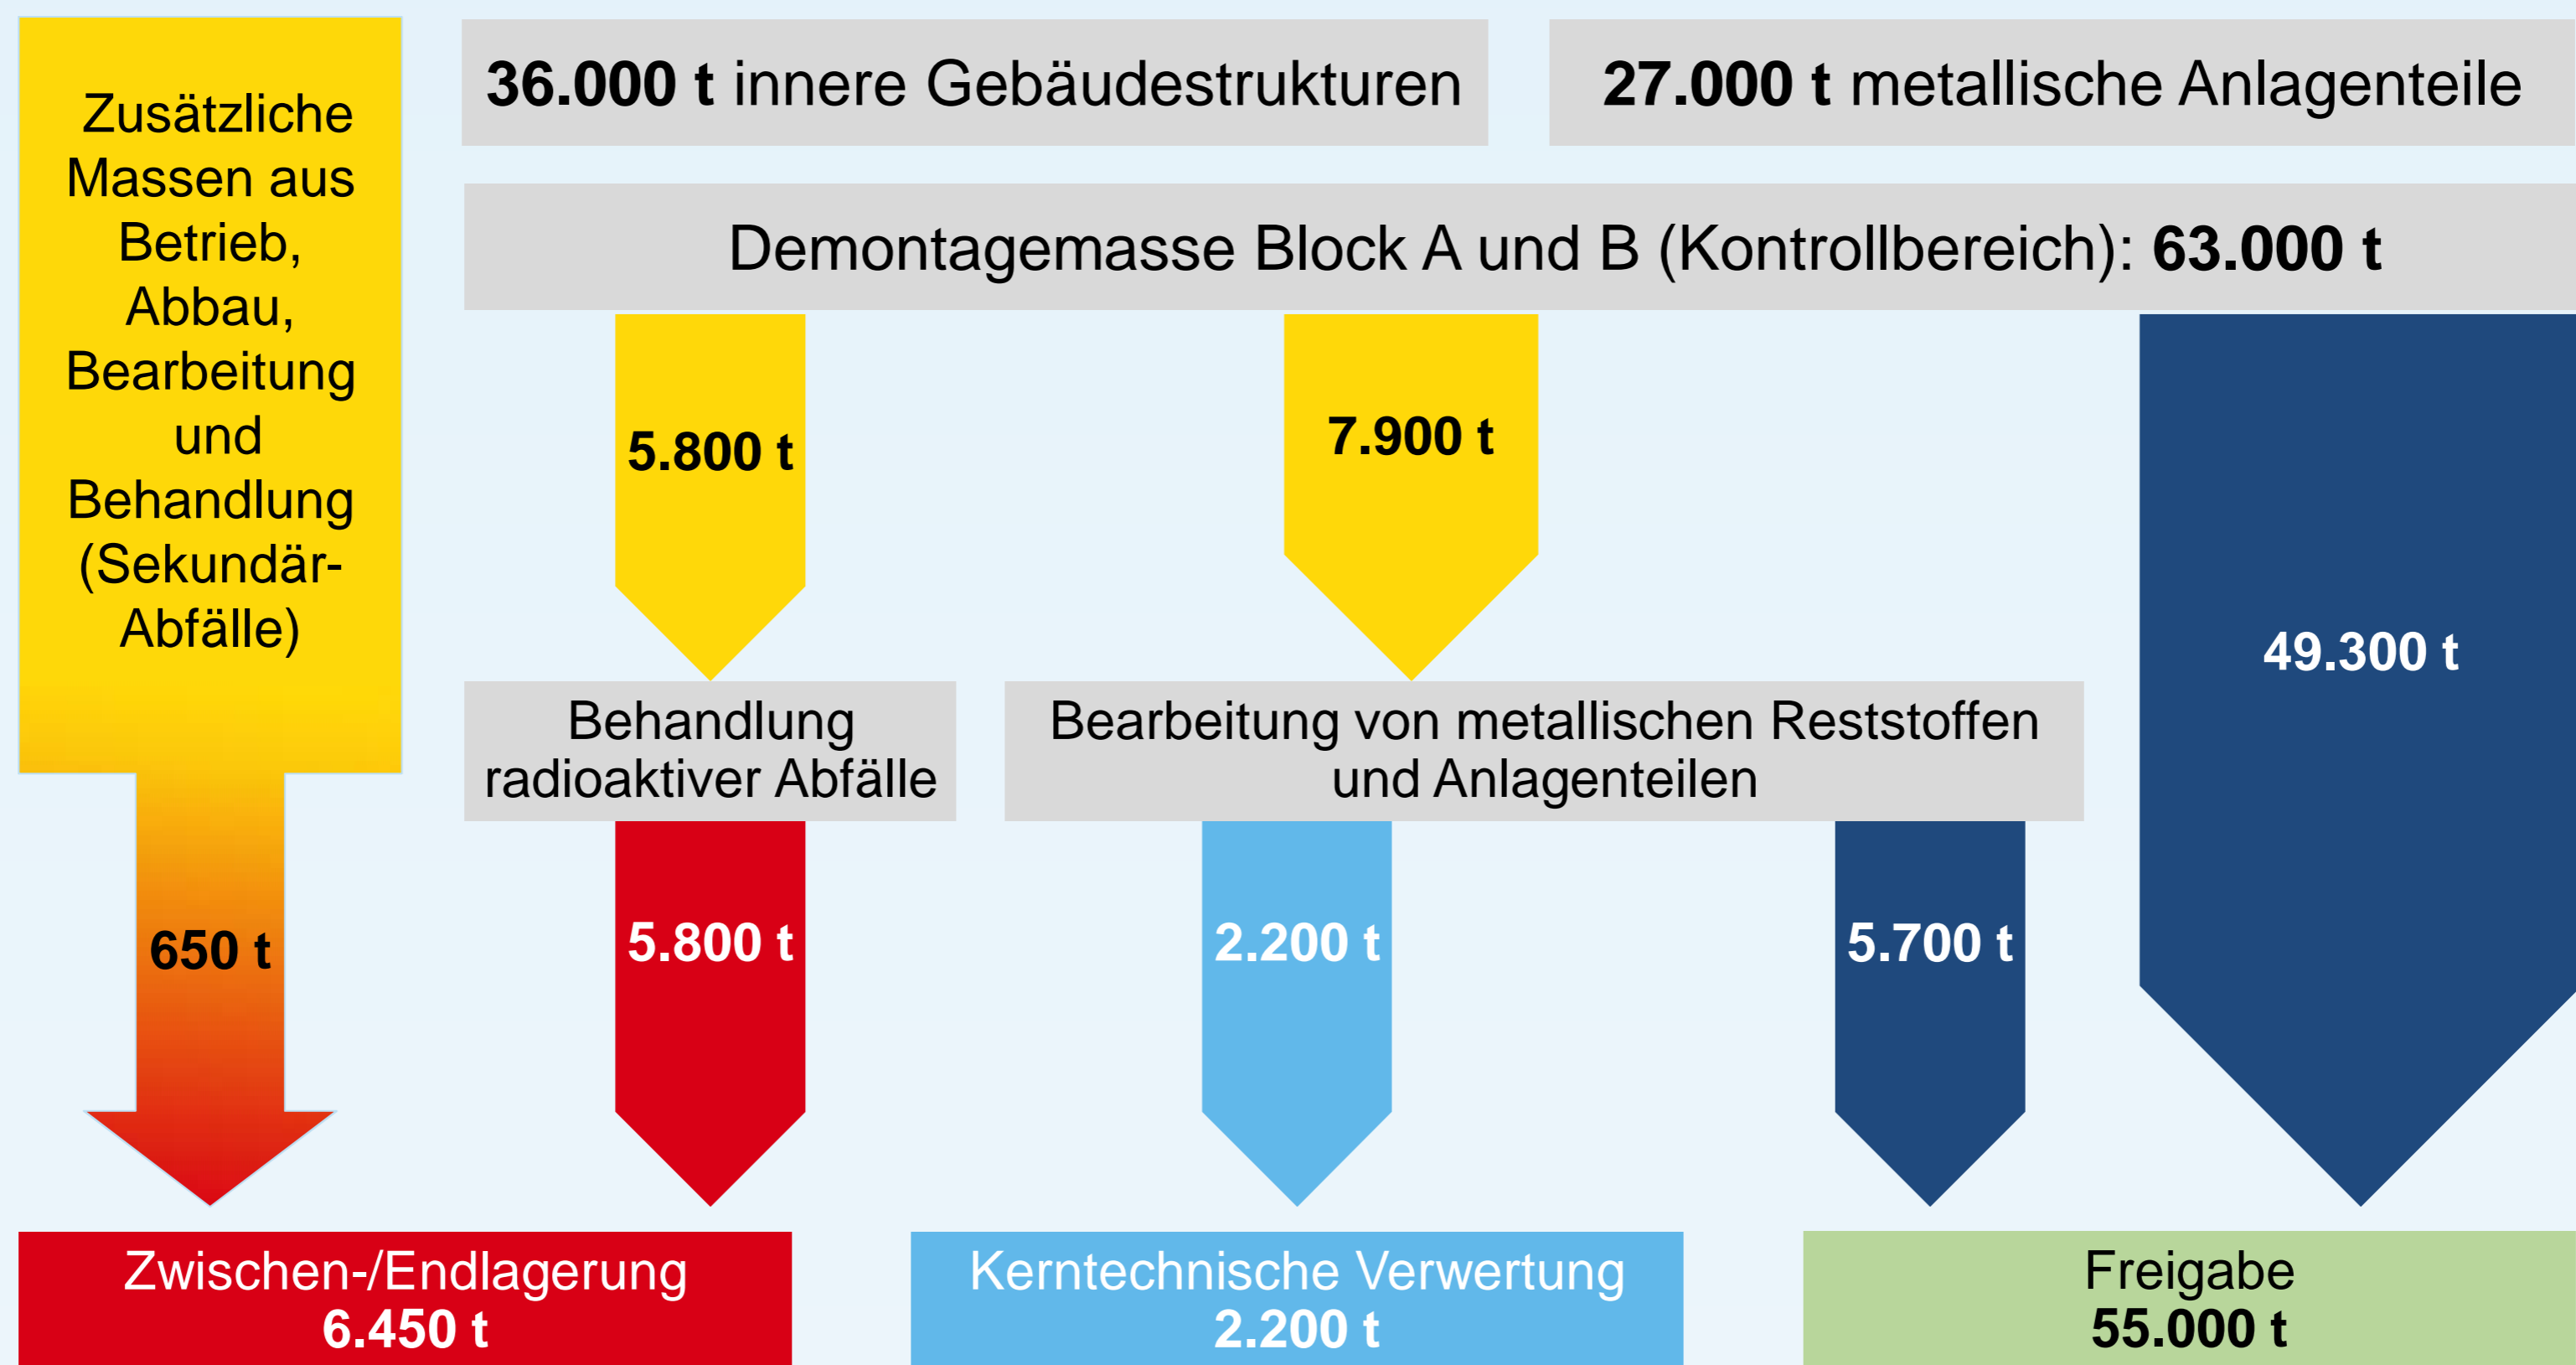 Zusätzliche
Massen aus
Betrieb,
Abbau,
Bearbeitung
und
Behandlung
(Sekundär-
Abfälle)
650 t
36.000 t innere Gebäudestrukturen
27.000 t metallische Anlagenteile
Demontagemasse Block A und B (Kontrollbereich): 63.000 t
5.800 t
7.900 t
49.300 t
Behandlung
radioaktiver Abfälle
Bearbeitung von metallischen Reststoffen
und Anlagenteilen
5.800 t
2.200 t
5.700 t
Zwischen-/Endlagerung
6.450 t
Kerntechnische Verwertung
2.200 t
Freigabe
55.000 t